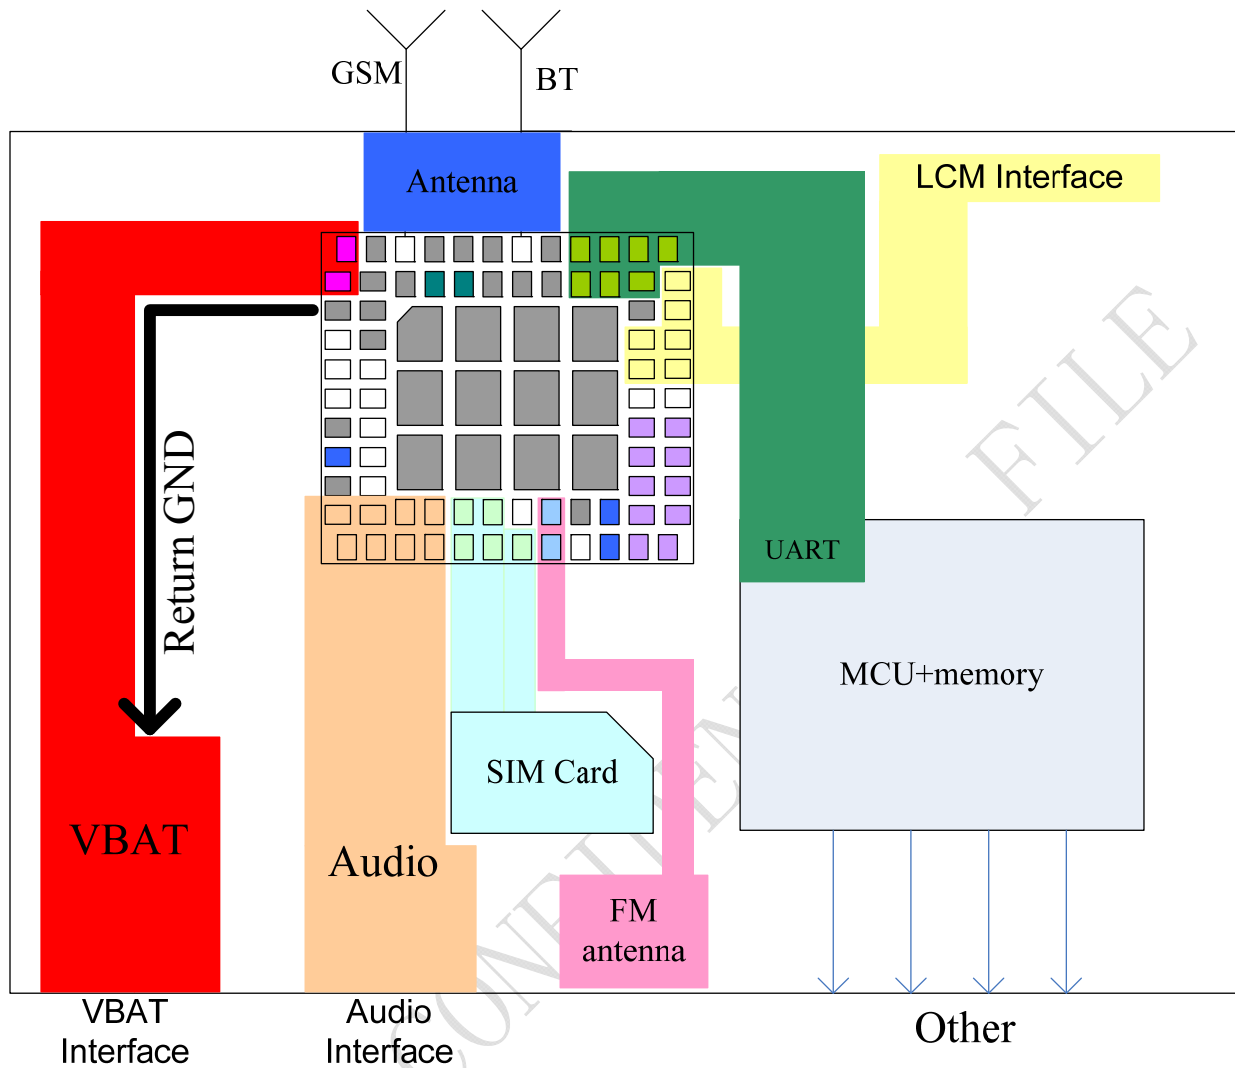 GSM
BT
Antenna
LCM Interface
Return GND
UART
MCU+memory
SIM Card
VBAT
Audio
FM
antenna
VBAT
Interface
Audio
Interface
Other
FILE